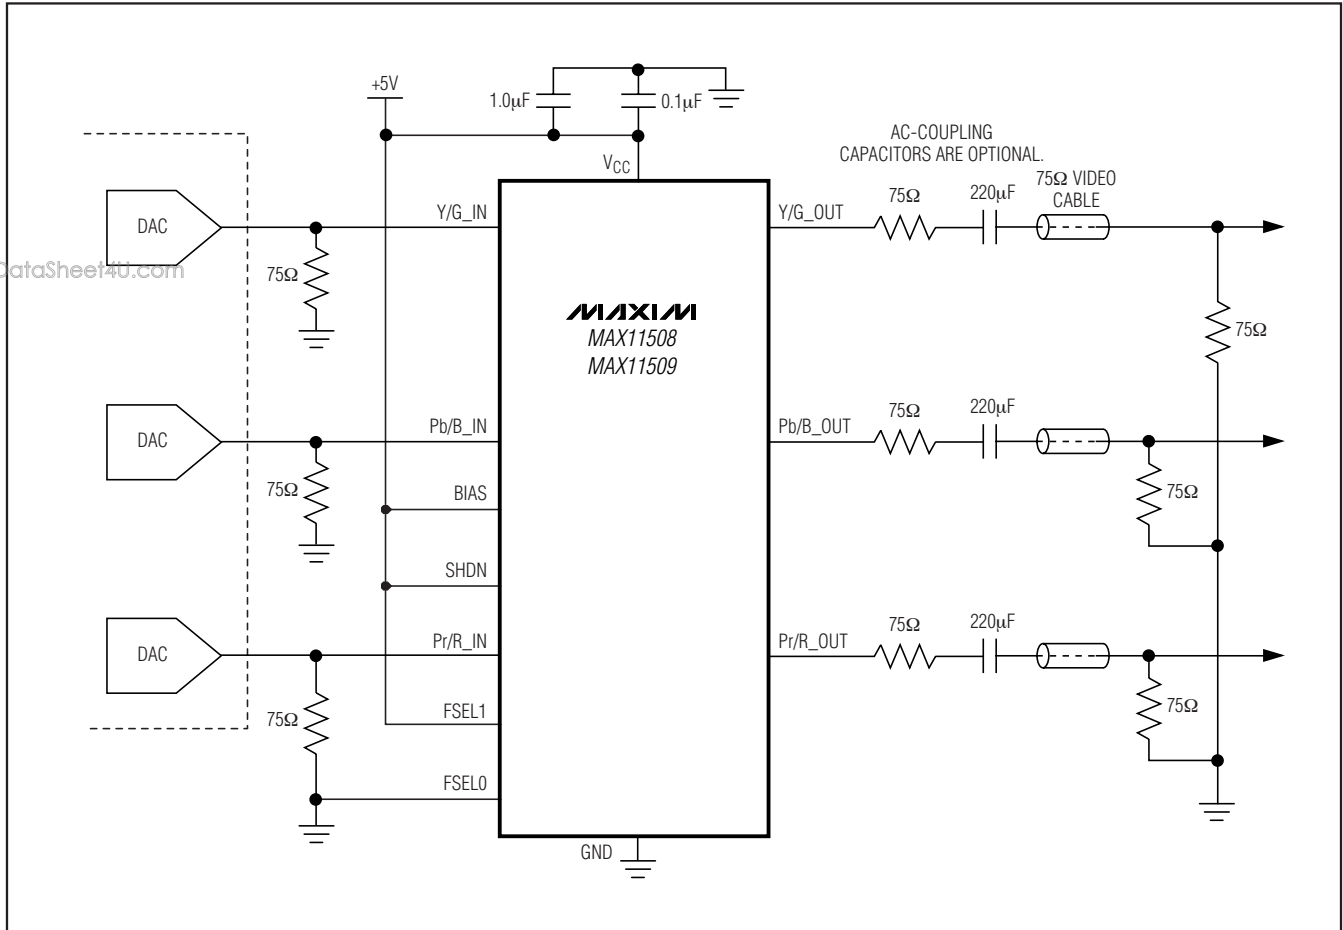 +5V
1.0µF
0.1µF
AC-COUPLING
CAPACITORS ARE OPTIONAL.
VCC
75Ω
220µF
75Ω VIDEO
CABLE
DAC
Y/G_IN
Y/G_OUT
DataSheet4U.com
75Ω
MAXIM
MAX11508
MAX11509
75Ω
DAC
Pb/B_IN
Pb/B_OUT
75Ω
220µF
75Ω
BIAS
75Ω
SHDN
DAC
Pr/R_IN
Pr/R_OUT
75Ω
220µF
75Ω
FSEL1
75Ω
FSEL0
GND